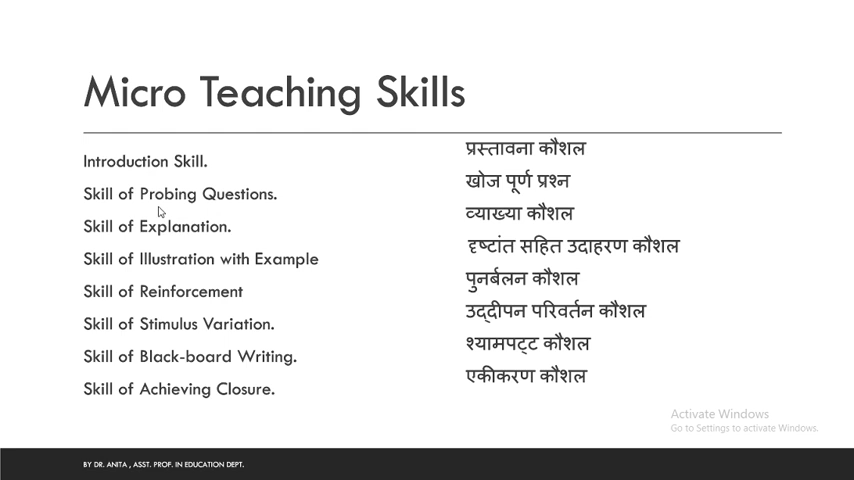 Micro Teaching Skills
Introduction Skill.
Skill of Probing Questions.
Skill of Explanation.
Skill of Illustration with Example
Skill of Reinforcement
Skill of Stimulus Variation.
Skill of Black-board Writing.
Skill of Achieving Closure.
प्रस्तावना कौशल
खोज पूर्ण प्रश्न
व्याख्या कौशल
दृष्टांत सहित उदाहरण कौशल
पुनर्बलन कौशल
उद्दीपन परिवर्तन कौशल
श्यामपट्ट कौशल
एकीकरण कौशल
Activate Windows
Go to Settings to activate Windows.
BY DR. ANITA , ASST. PROF. IN EDUCATION DEPT.